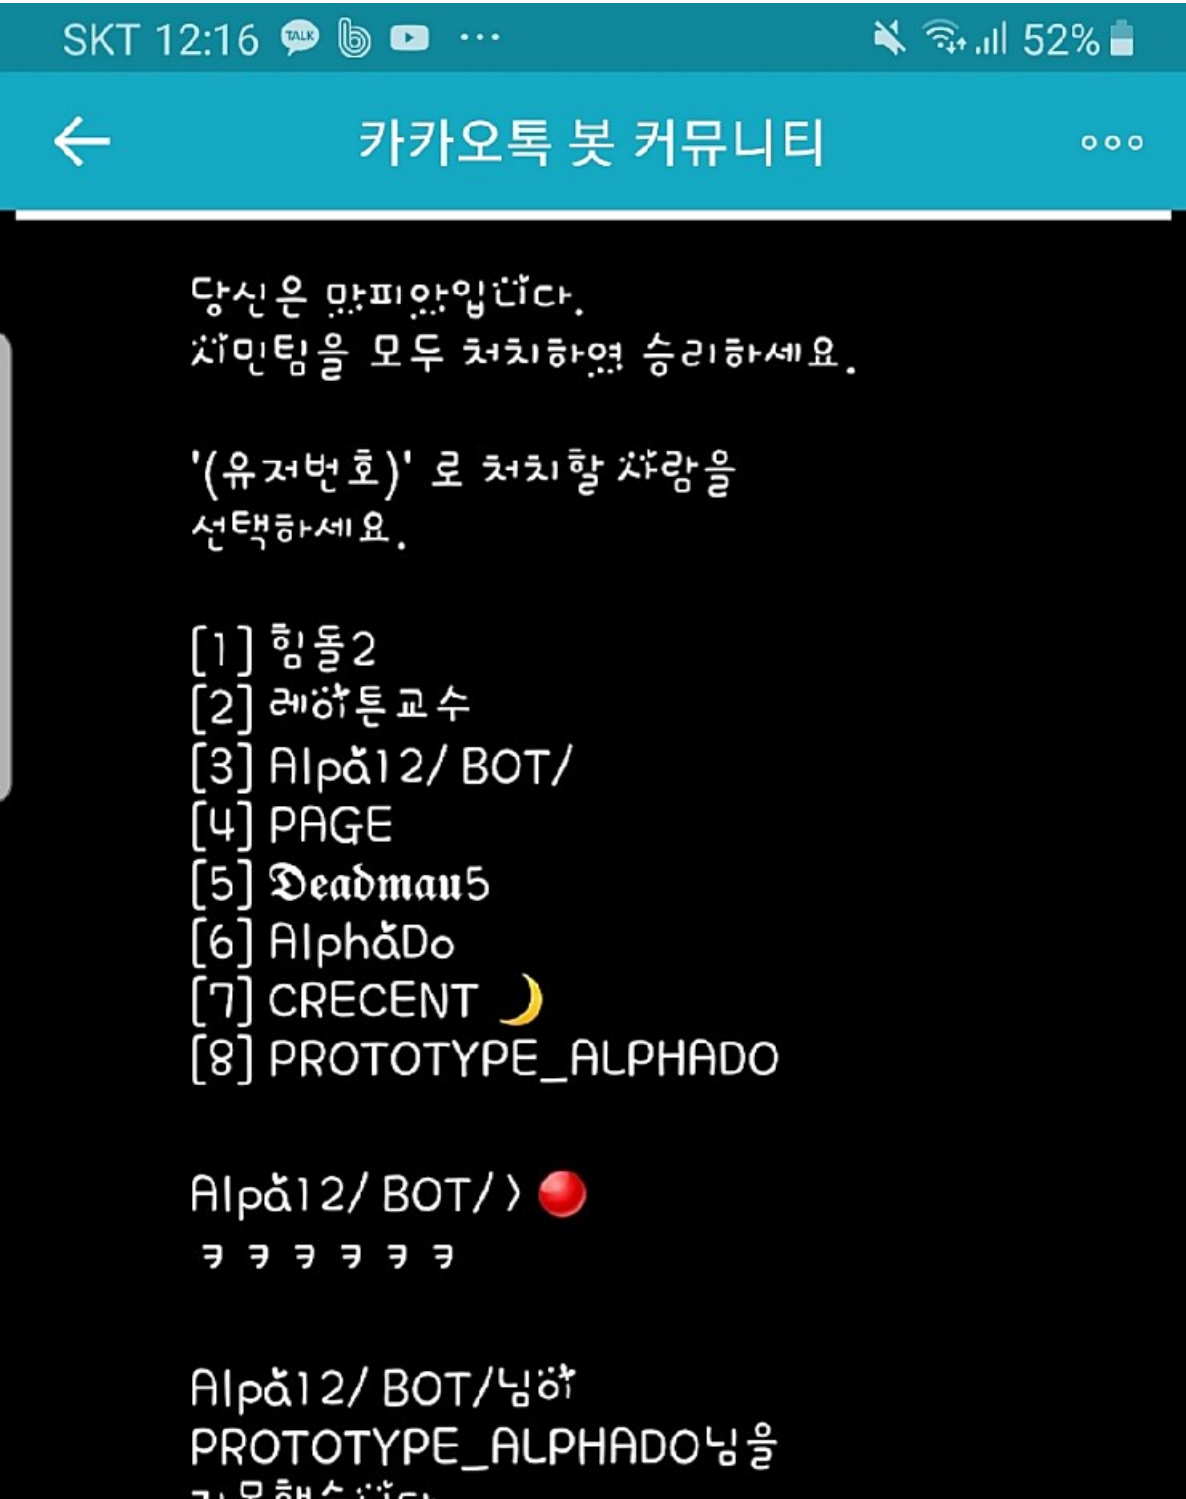 SKT 12:16 TALK b ... 52%
카카오톡 봇 커뮤니티
당신은 마피아입니다.
시민팀을 모두 처치하여 승리하세요.
'(유저번호)' 로 처치할 사람을
선택하세요.
[1] 힘돌2
[2] 레이튼교수
[3] Alpa12/ BOT/
[4] PAGE
[5] 𝕯𝖊𝖆𝖉𝖒𝖆𝖚5
[6] AlphaDo
[7] CRECENT 🌙
[8] PROTOTYPE_ALPHADO
Alpa12/ BOT/ > 🔴
ㅋㅋㅋㅋㅋㅋ
Alpa12/ BOT/님이
PROTOTYPE_ALPHADO님을